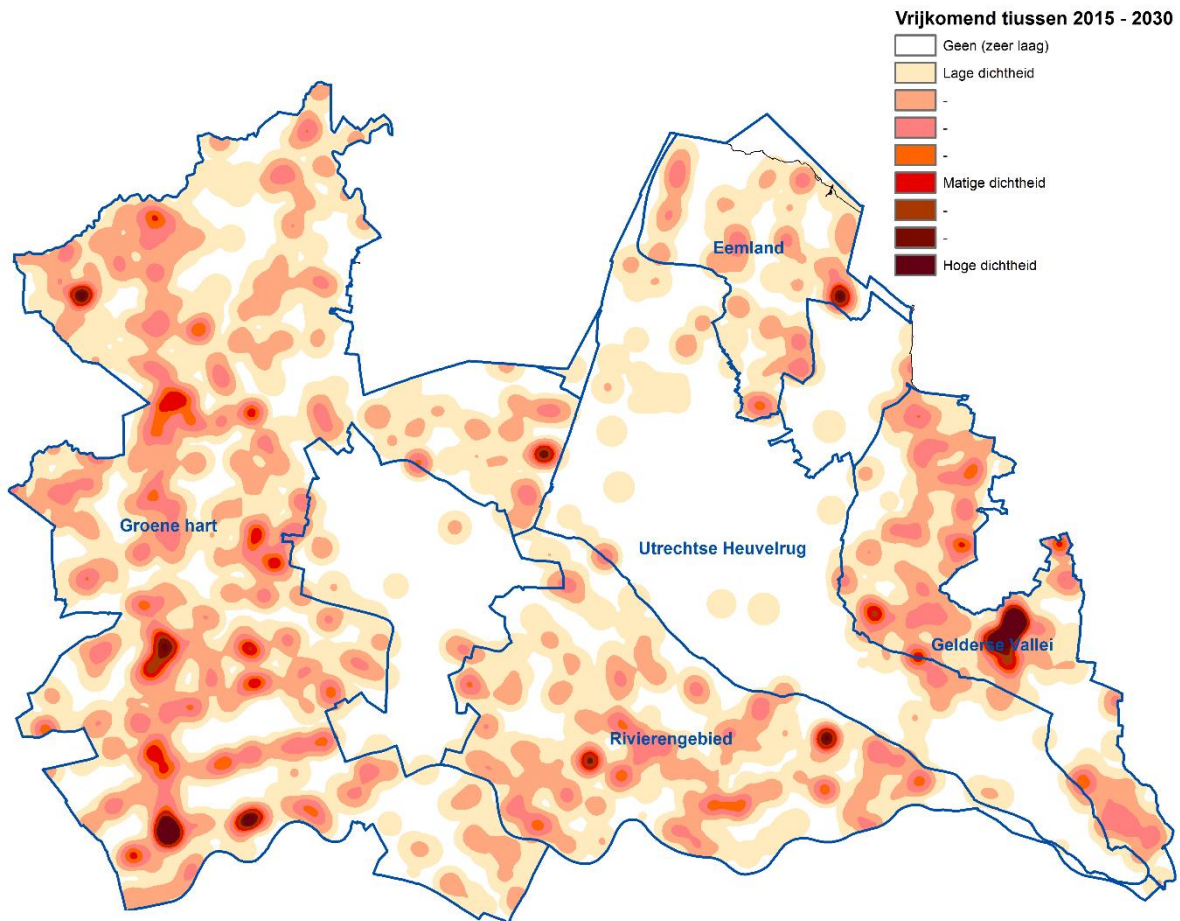 Vrijkomend tiussen 2015 - 2030
Geen (zeer laag)
Lage dichtheid
-
-
-
Matige dichtheid
-
-
Hoge dichtheid
Eemland
Groene hart
Utrechtse Heuvelrug
Gelderse Vallei
Rivierengebied